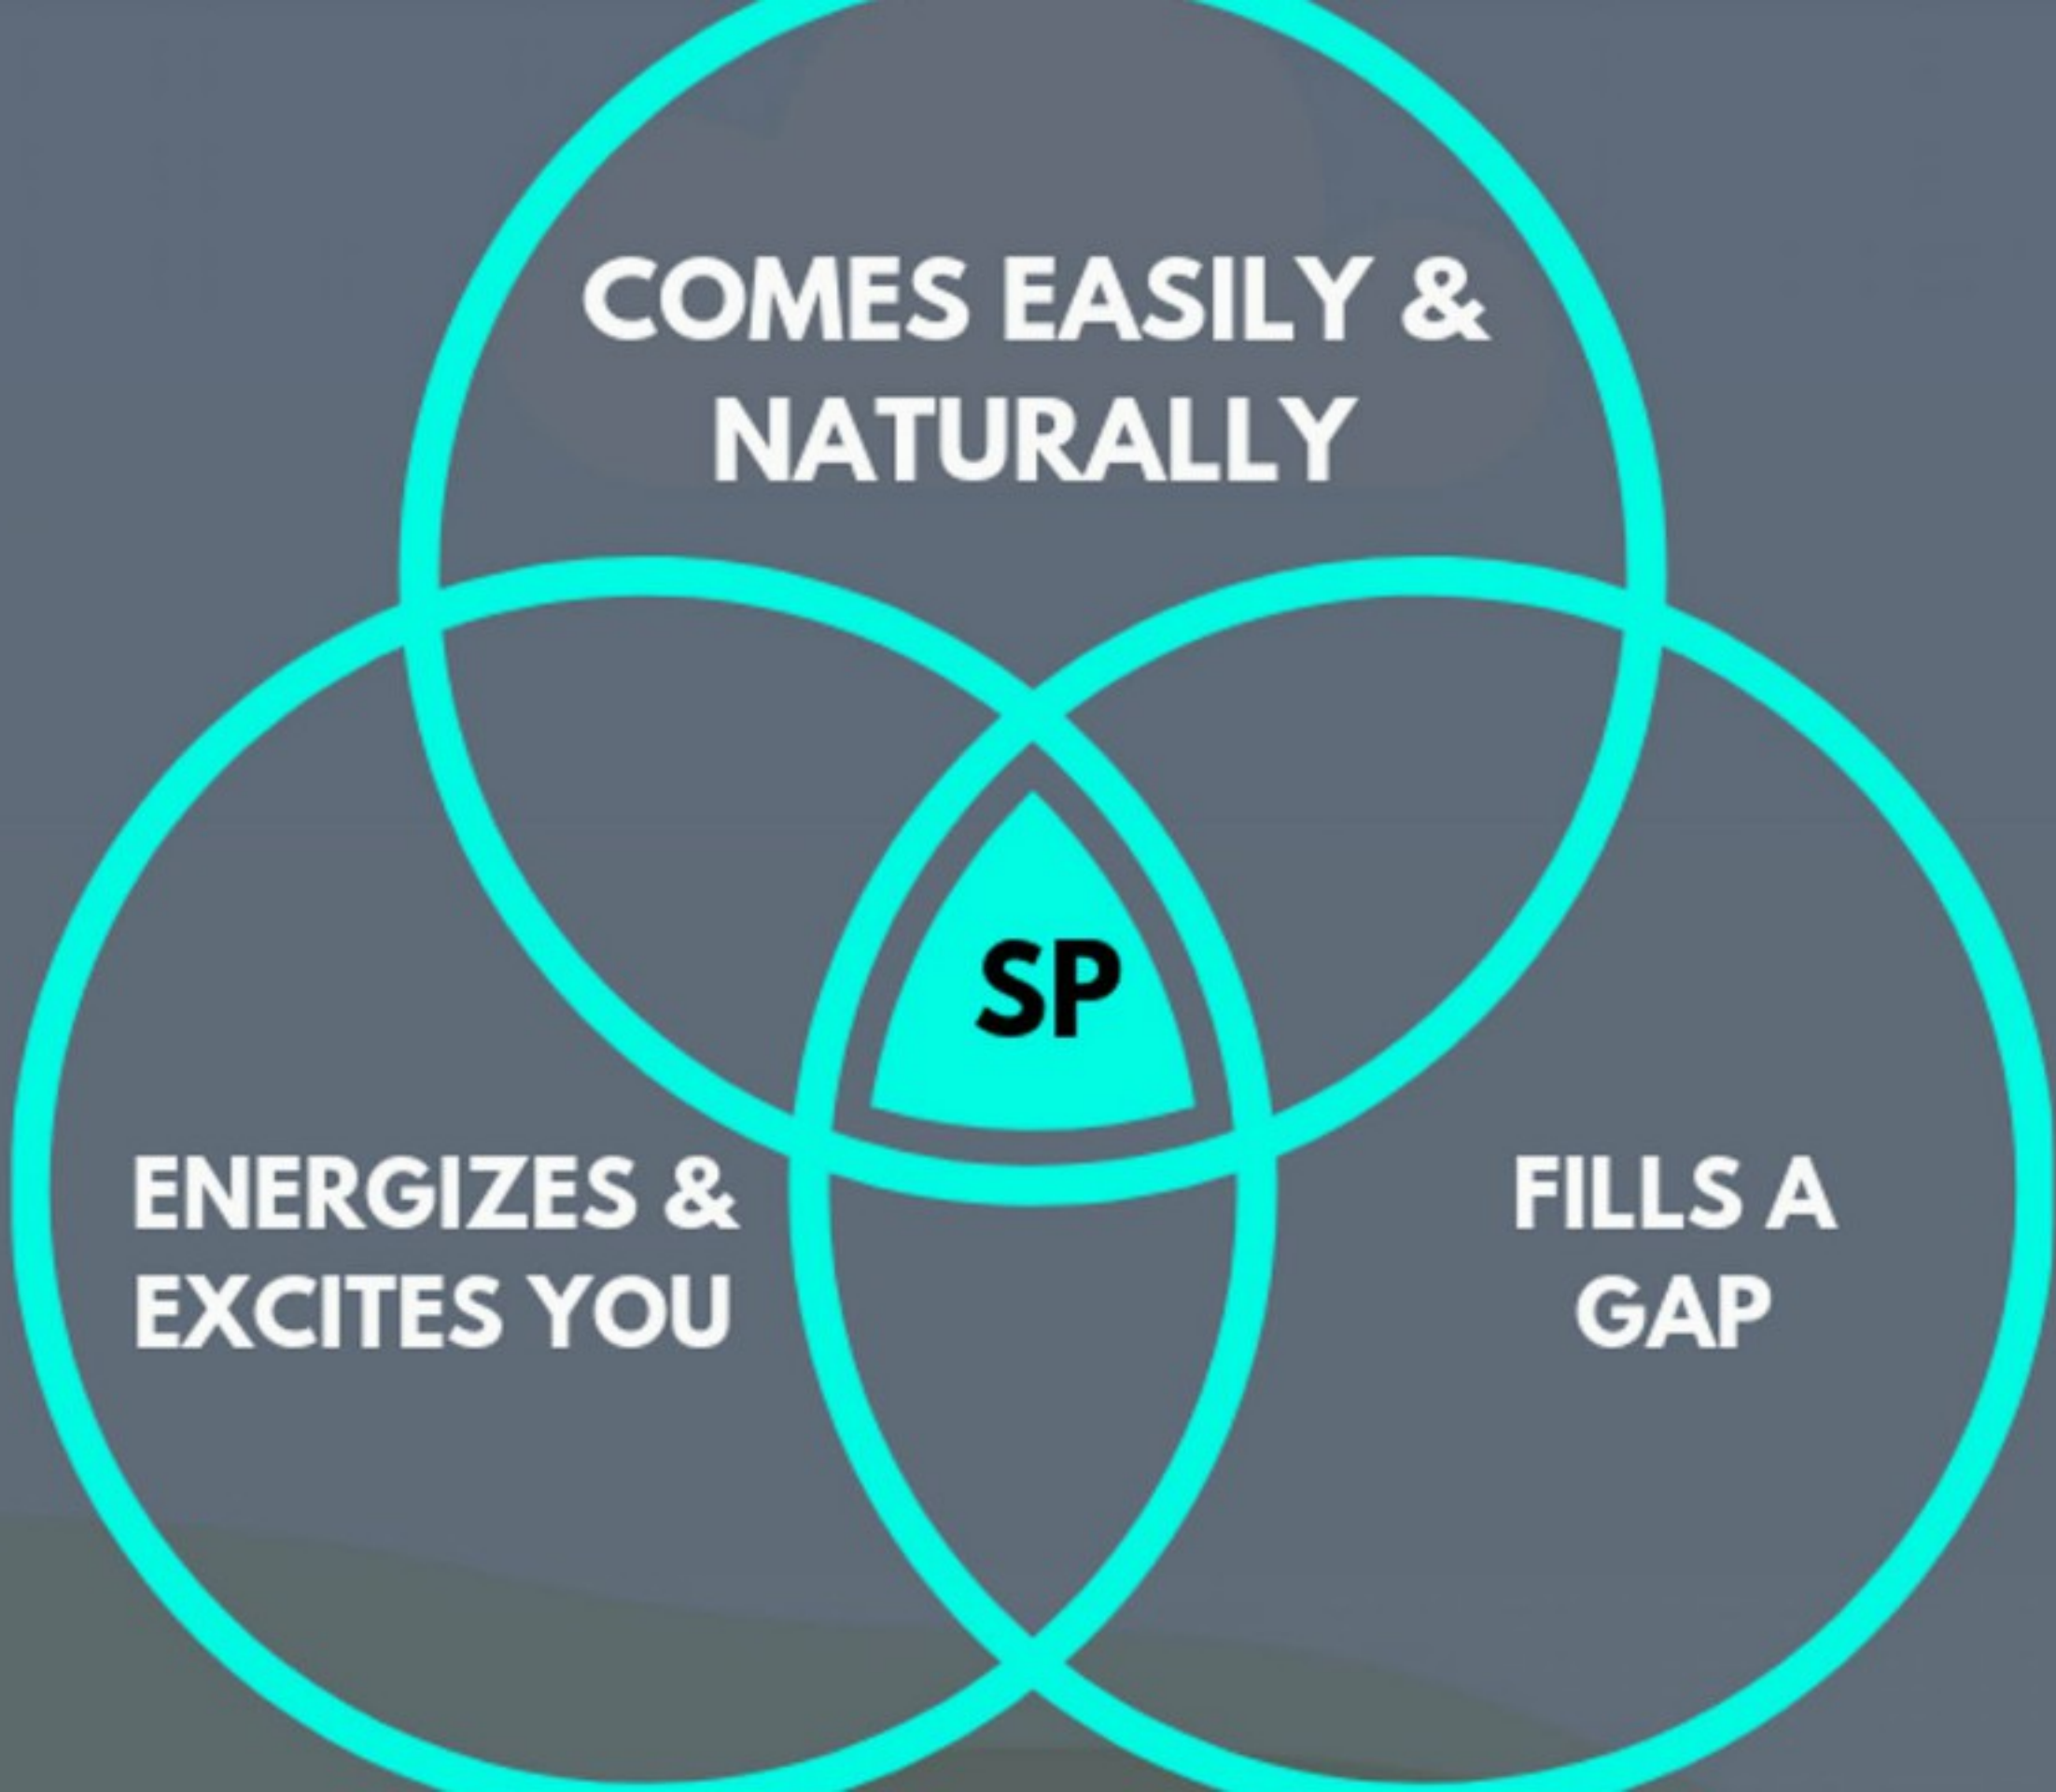 COMES EASILY &
NATURALLY
SP
ENERGIZES &
EXCITES YOU
FILLS A
GAP